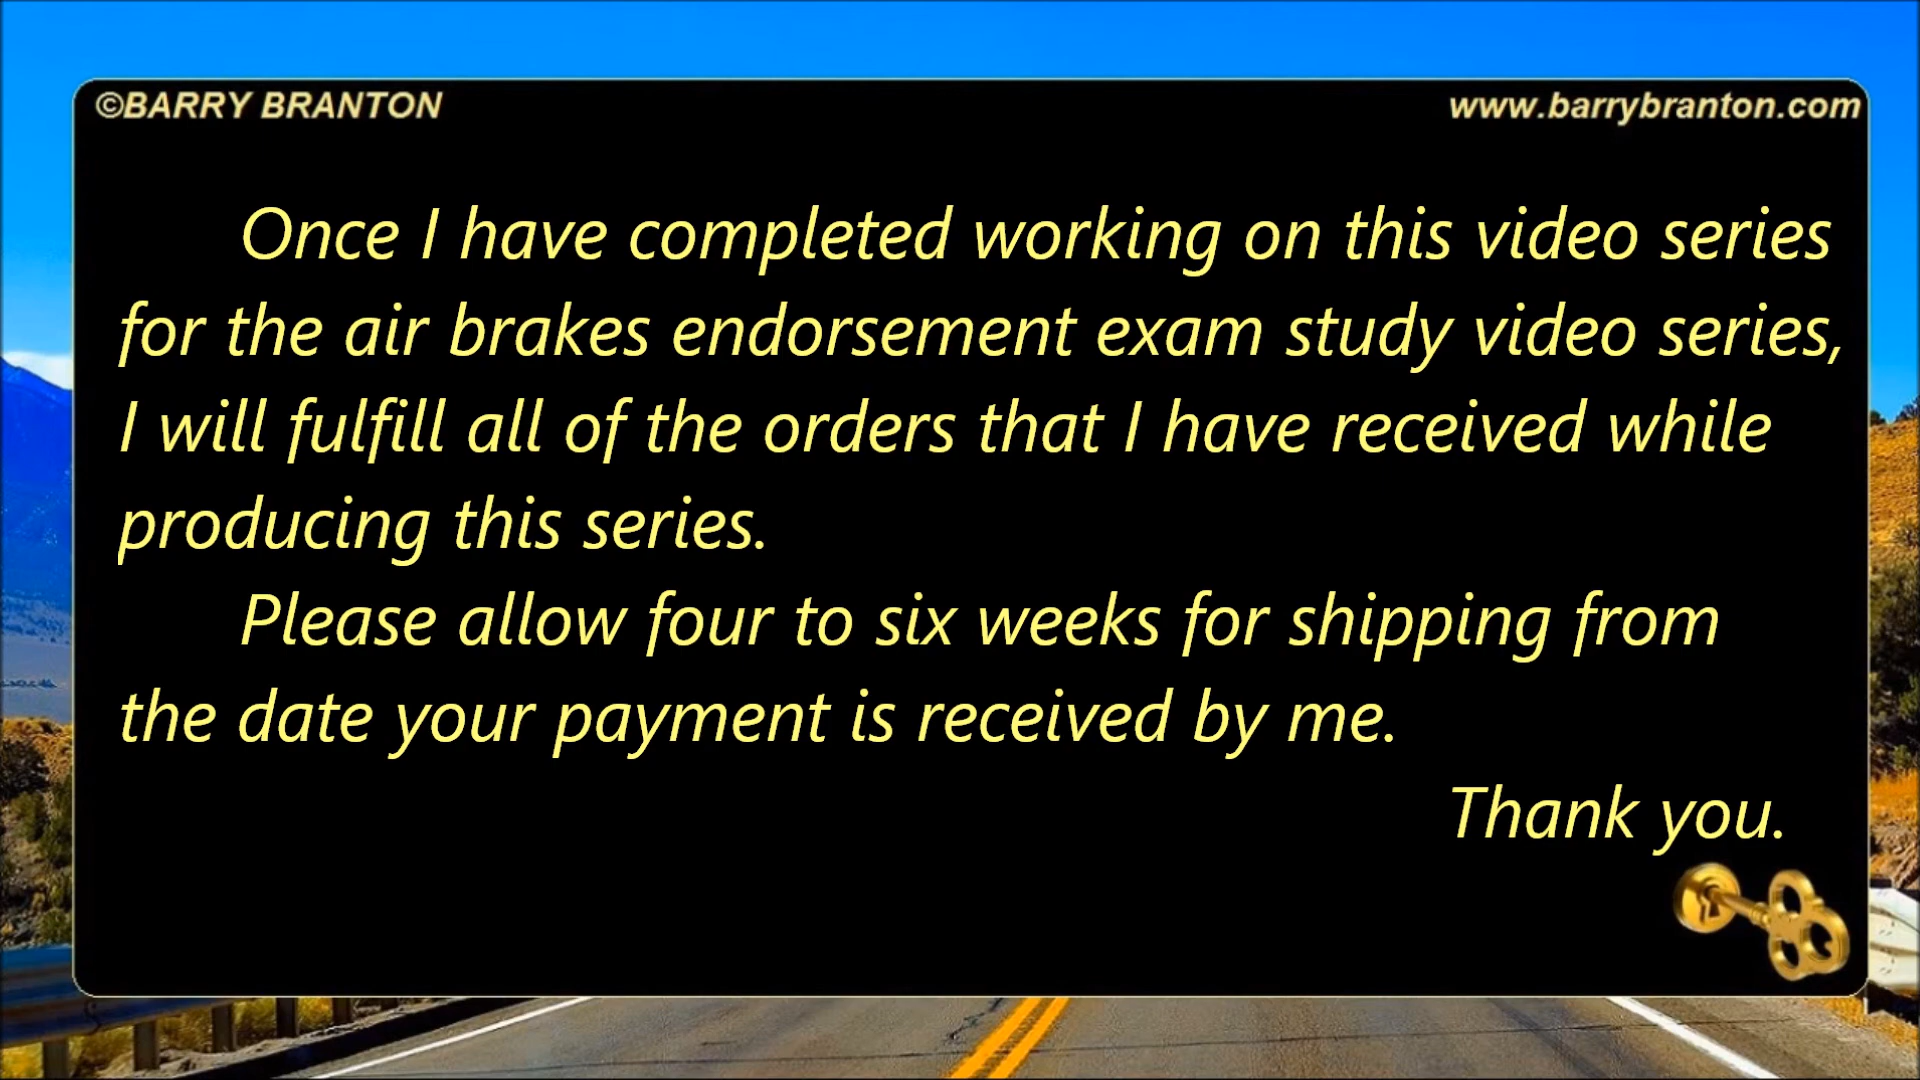 ©BARRY BRANTON
www.barrybranton.com
Once I have completed working on this video series
for the air brakes endorsement exam study video series,
I will fulfill all of the orders that I have received while
producing this series.
Please allow four to six weeks for shipping from
the date your payment is received by me.
Thank you.